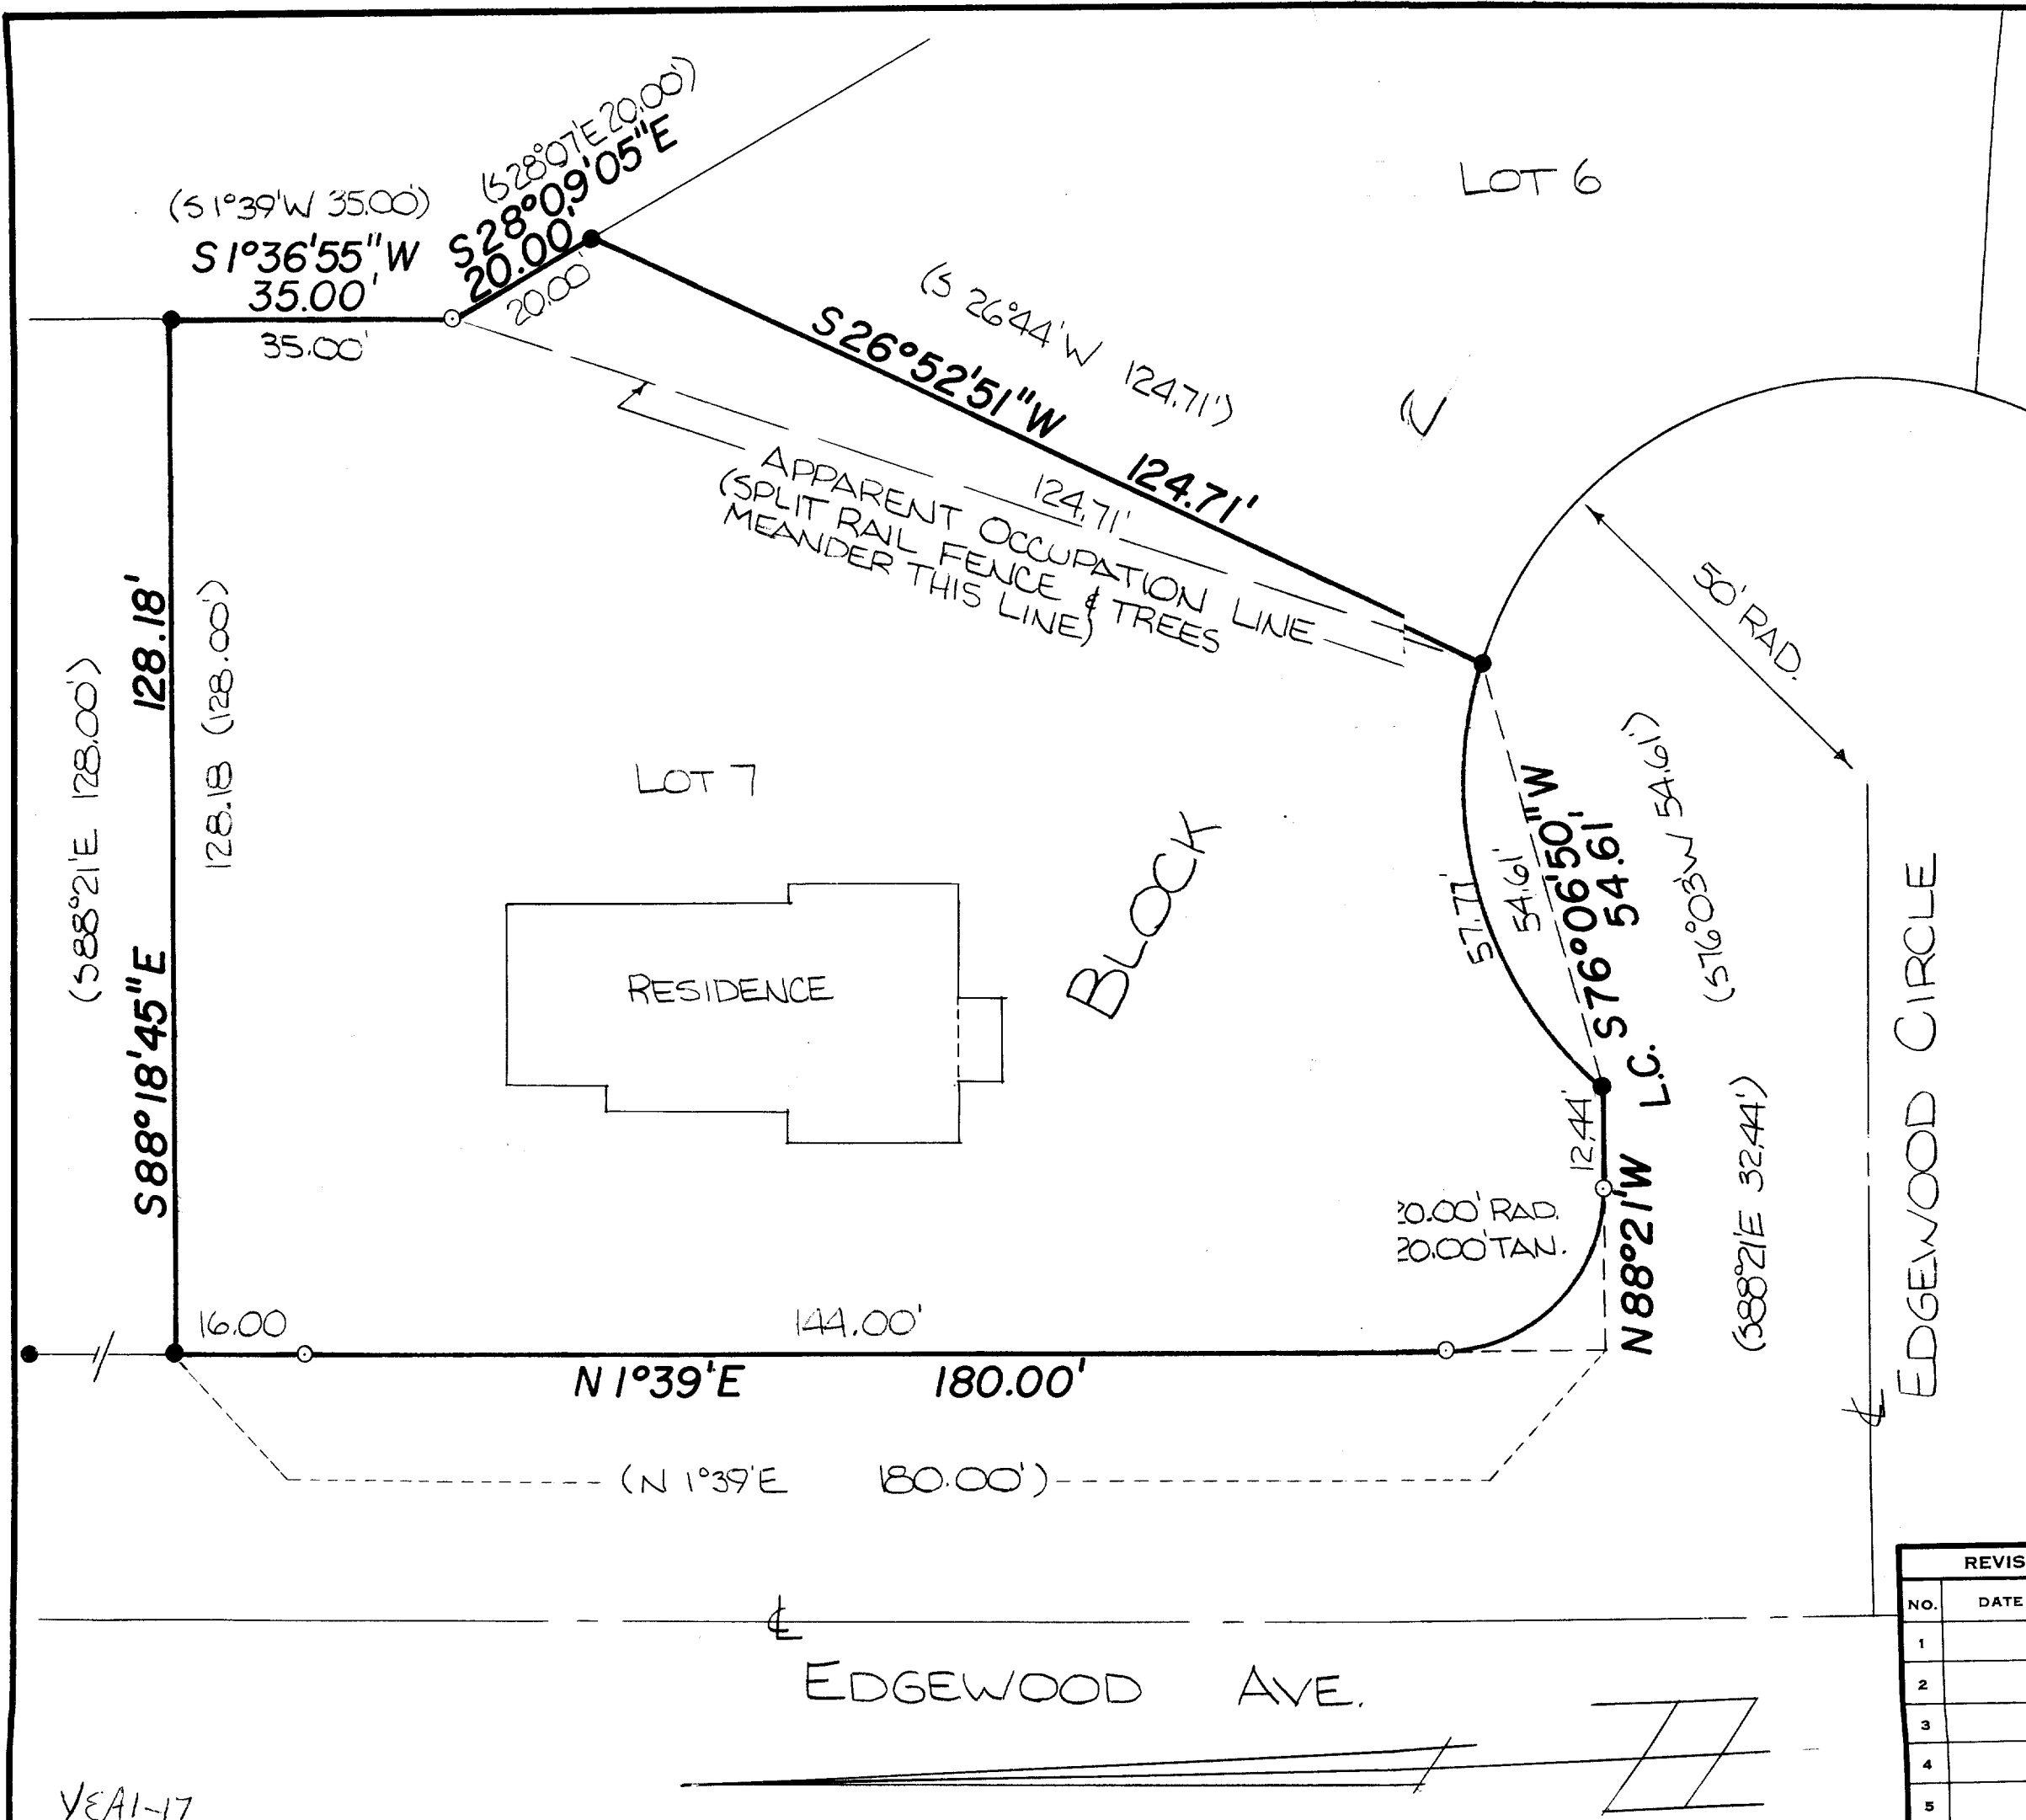 (S28°07'E 20.00')
S28°09'05"E
20.00'
20.00'
(S1°39'W 35.00')
S1°36'55"W
35.00'
35.00'
LOT 6
(S 26°44'W 124.71')
S26°52'51"W 124.71'
124.71'
APPARENT OCCUPATION LINE
(SPLIT RAIL FENCE & TREES
MEANDER THIS LINE)
50' RAD.
(S88°21'E 128.00')
S88°18'45"E 128.18'
128.18 (128.00')
LOT 7
BLOCK
RESIDENCE
57.71'
54.61'
L.C. S76°06'50"W
54.61'
(S76°03'W 54.61')
12.44'
20.00' RAD.
20.00' TAN.
N88°21'W
(S88°21'E 32.44')
EDGEWOOD CIRCLE
℄
16.00
144.00'
N1°39'E 180.00'
(N 1°39'E 180.00')
℄
EDGEWOOD AVE.
REVIS
NO. DATE
1
2
3
4
5